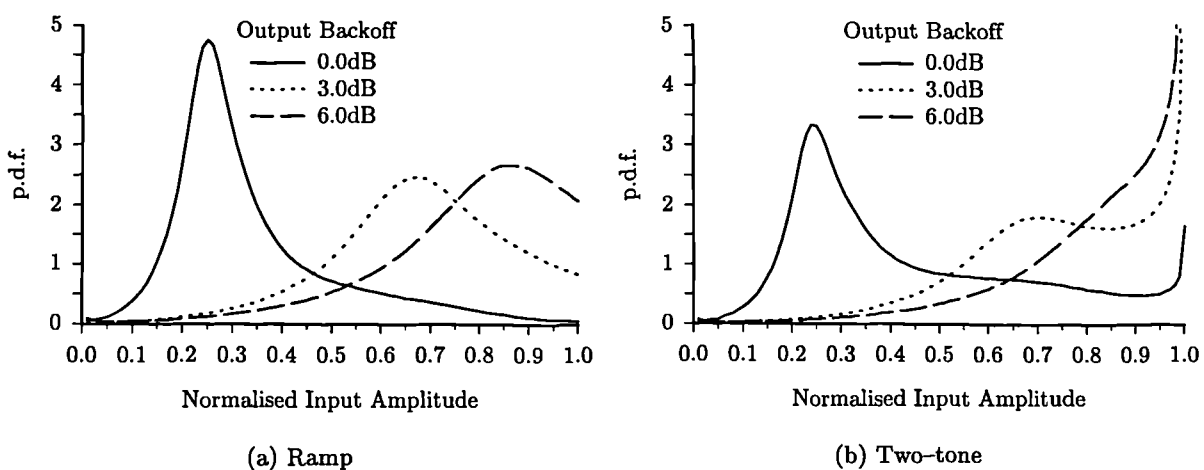 Output Backoff
0.0dB
3.0dB
6.0dB
5
4
3
2
1
0
p.d.f.
0.0 0.1 0.2 0.3 0.4 0.5 0.6 0.7 0.8 0.9 1.0
Normalised Input Amplitude
(a) Ramp
Output Backoff
0.0dB
3.0dB
6.0dB
5
4
3
2
1
0
p.d.f.
0.0 0.1 0.2 0.3 0.4 0.5 0.6 0.7 0.8 0.9 1.0
Normalised Input Amplitude
(b) Two–tone